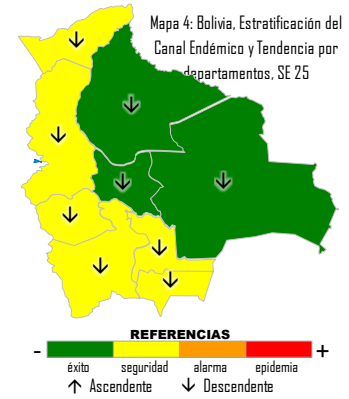 Mapa 4: Bolivia, Estratificación del
Canal Endémico y Tendencia por
departamentos, SE 25
REFERENCIAS
- +
éxito seguridad alarma epidemia
↑ Ascendente ↓ Descendente